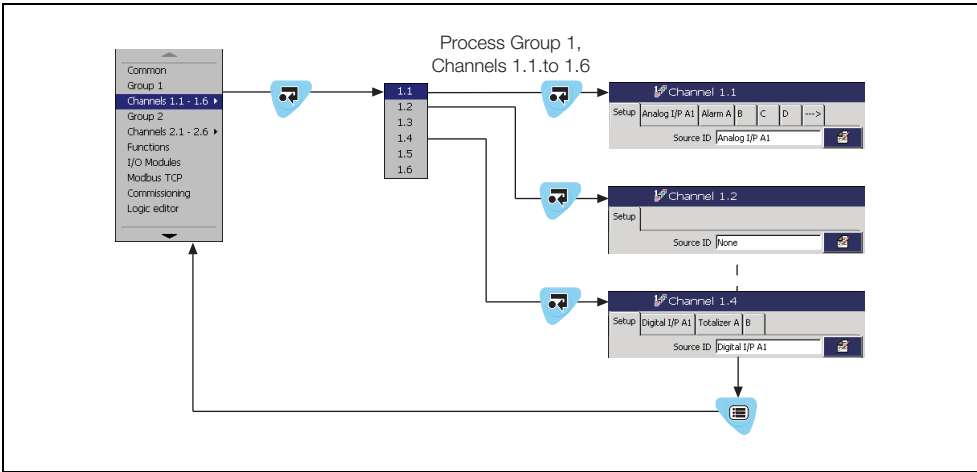 Process Group 1,
Channels 1.1.to 1.6
Common
Group 1
Channels 1.1 - 1.6
Group 2
Channels 2.1 - 2.6
Functions
I/O Modules
Modbus TCP
Commissioning
Logic editor
1.1
1.2
1.3
1.4
1.5
1.6
Channel 1.1
Setup Analog I/P A1 Alarm A B C D --->
Source ID Analog I/P A1
Channel 1.2
Setup
Source ID None
Channel 1.4
Setup Digital I/P A1 Totalizer A B
Source ID Digital I/P A1